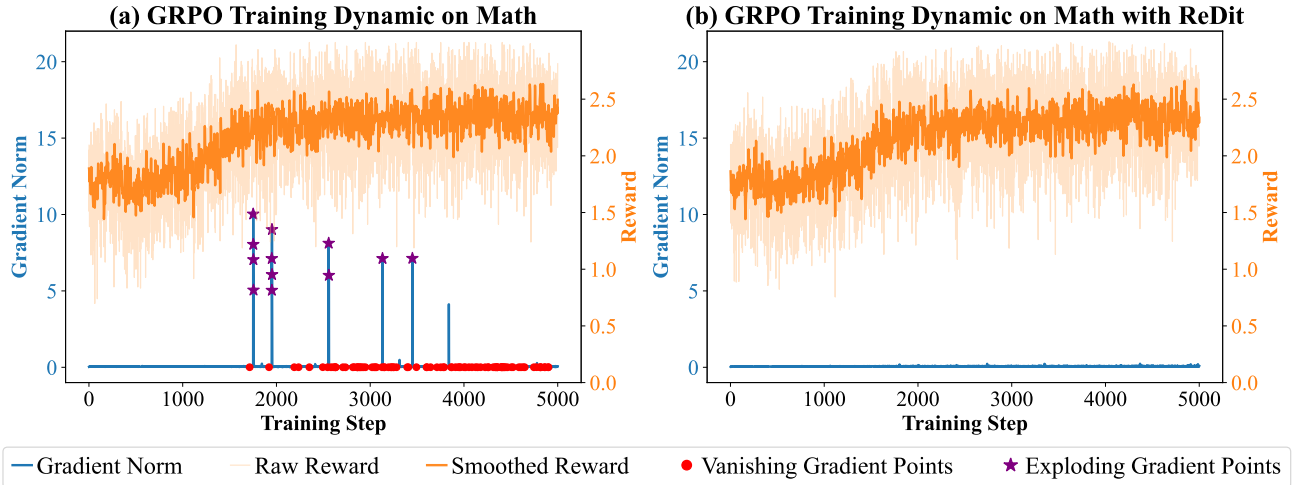 (a) GRPO Training Dynamic on Math
20
15
10
5
0
Gradient Norm
2.5
2.0
1.5
1.0
0.5
0.0
Reward
0 1000 2000 3000 4000 5000
Training Step
(b) GRPO Training Dynamic on Math with ReDit
20
15
10
5
0
Gradient Norm
2.5
2.0
1.5
1.0
0.5
0.0
Reward
0 1000 2000 3000 4000 5000
Training Step
Gradient Norm Raw Reward Smoothed Reward Vanishing Gradient Points Exploding Gradient Points